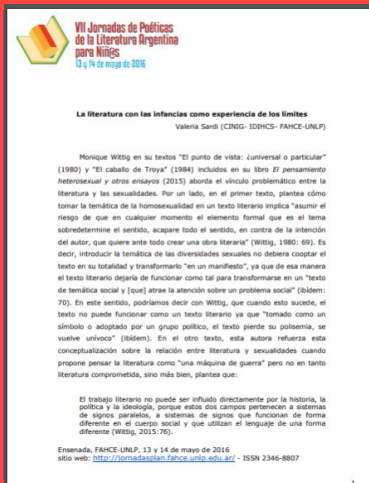 VII Jornadas de Poéticas
de la Literatura Argentina
para Niñ@s
13 y 14 de mayo de 2016
La literatura con las infancias como experiencia de los límites
Valeria Sardi (CINIG- IDIHCS- FAHCE-UNLP)
Monique Wittig en su textos "El punto de vista: ¿universal o particular"
(1980) y "El caballo de Troya" (1984) incluidos en su libro El pensamiento
heterosexual y otros ensayos (2015) aborda el vínculo problemático entre la
literatura y las sexualidades. Por un lado, en el primer texto, plantea cómo
tomar la temática de la homosexualidad en un texto literario implica "asumir el
riesgo de que en cualquier momento el elemento formal que es el tema
sobredetermine el sentido, acapare todo el sentido, en contra de la intención
del autor, que quiere ante todo crear una obra literaria" (Wittig, 1980: 69). Es
decir, introducir la temática de las diversidades sexuales no debiera cooptar el
texto en su totalidad y transformarlo "en un manifiesto", ya que de esa manera
el texto literario dejaría de funcionar como tal para transformarse en un "texto
de temática social y [que] atrae la atención sobre un problema social" (ibídem:
70). En este sentido, podríamos decir con Wittig, que cuando esto sucede, el
texto no puede funcionar como un texto literario ya que "tomado como un
símbolo o adoptado por un grupo político, el texto pierde su polisemia, se
vuelve unívoco" (ibídem). En el otro texto, esta autora refuerza esta
conceptualización sobre la relación entre literatura y sexualidades cuando
propone pensar la literatura como "una máquina de guerra" pero no en tanto
literatura comprometida, sino más bien, plantea que:
El trabajo literario no puede ser influido directamente por la historia, la
política y la ideología, porque estos dos campos pertenecen a sistemas
de signos paralelos, a sistemas de signos que funcionan de forma
diferente en el cuerpo social y que utilizan el lenguaje de una forma
diferente (Wittig, 2015:76).
Ensenada, FAHCE-UNLP, 13 y 14 de mayo de 2016
sitio web: http://jornadasplan.fahce.unlp.edu.ar/ - ISSN 2346-8807